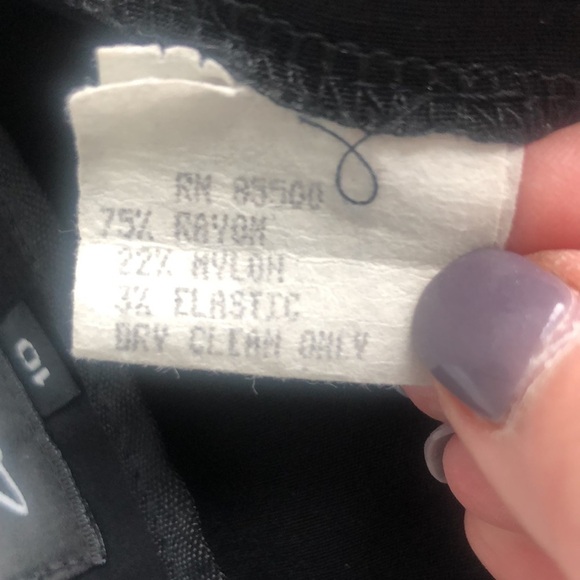 RN 85500
75% RAYON
22% NYLON
3% ELASTIC
DRY CLEAN ONLY
10